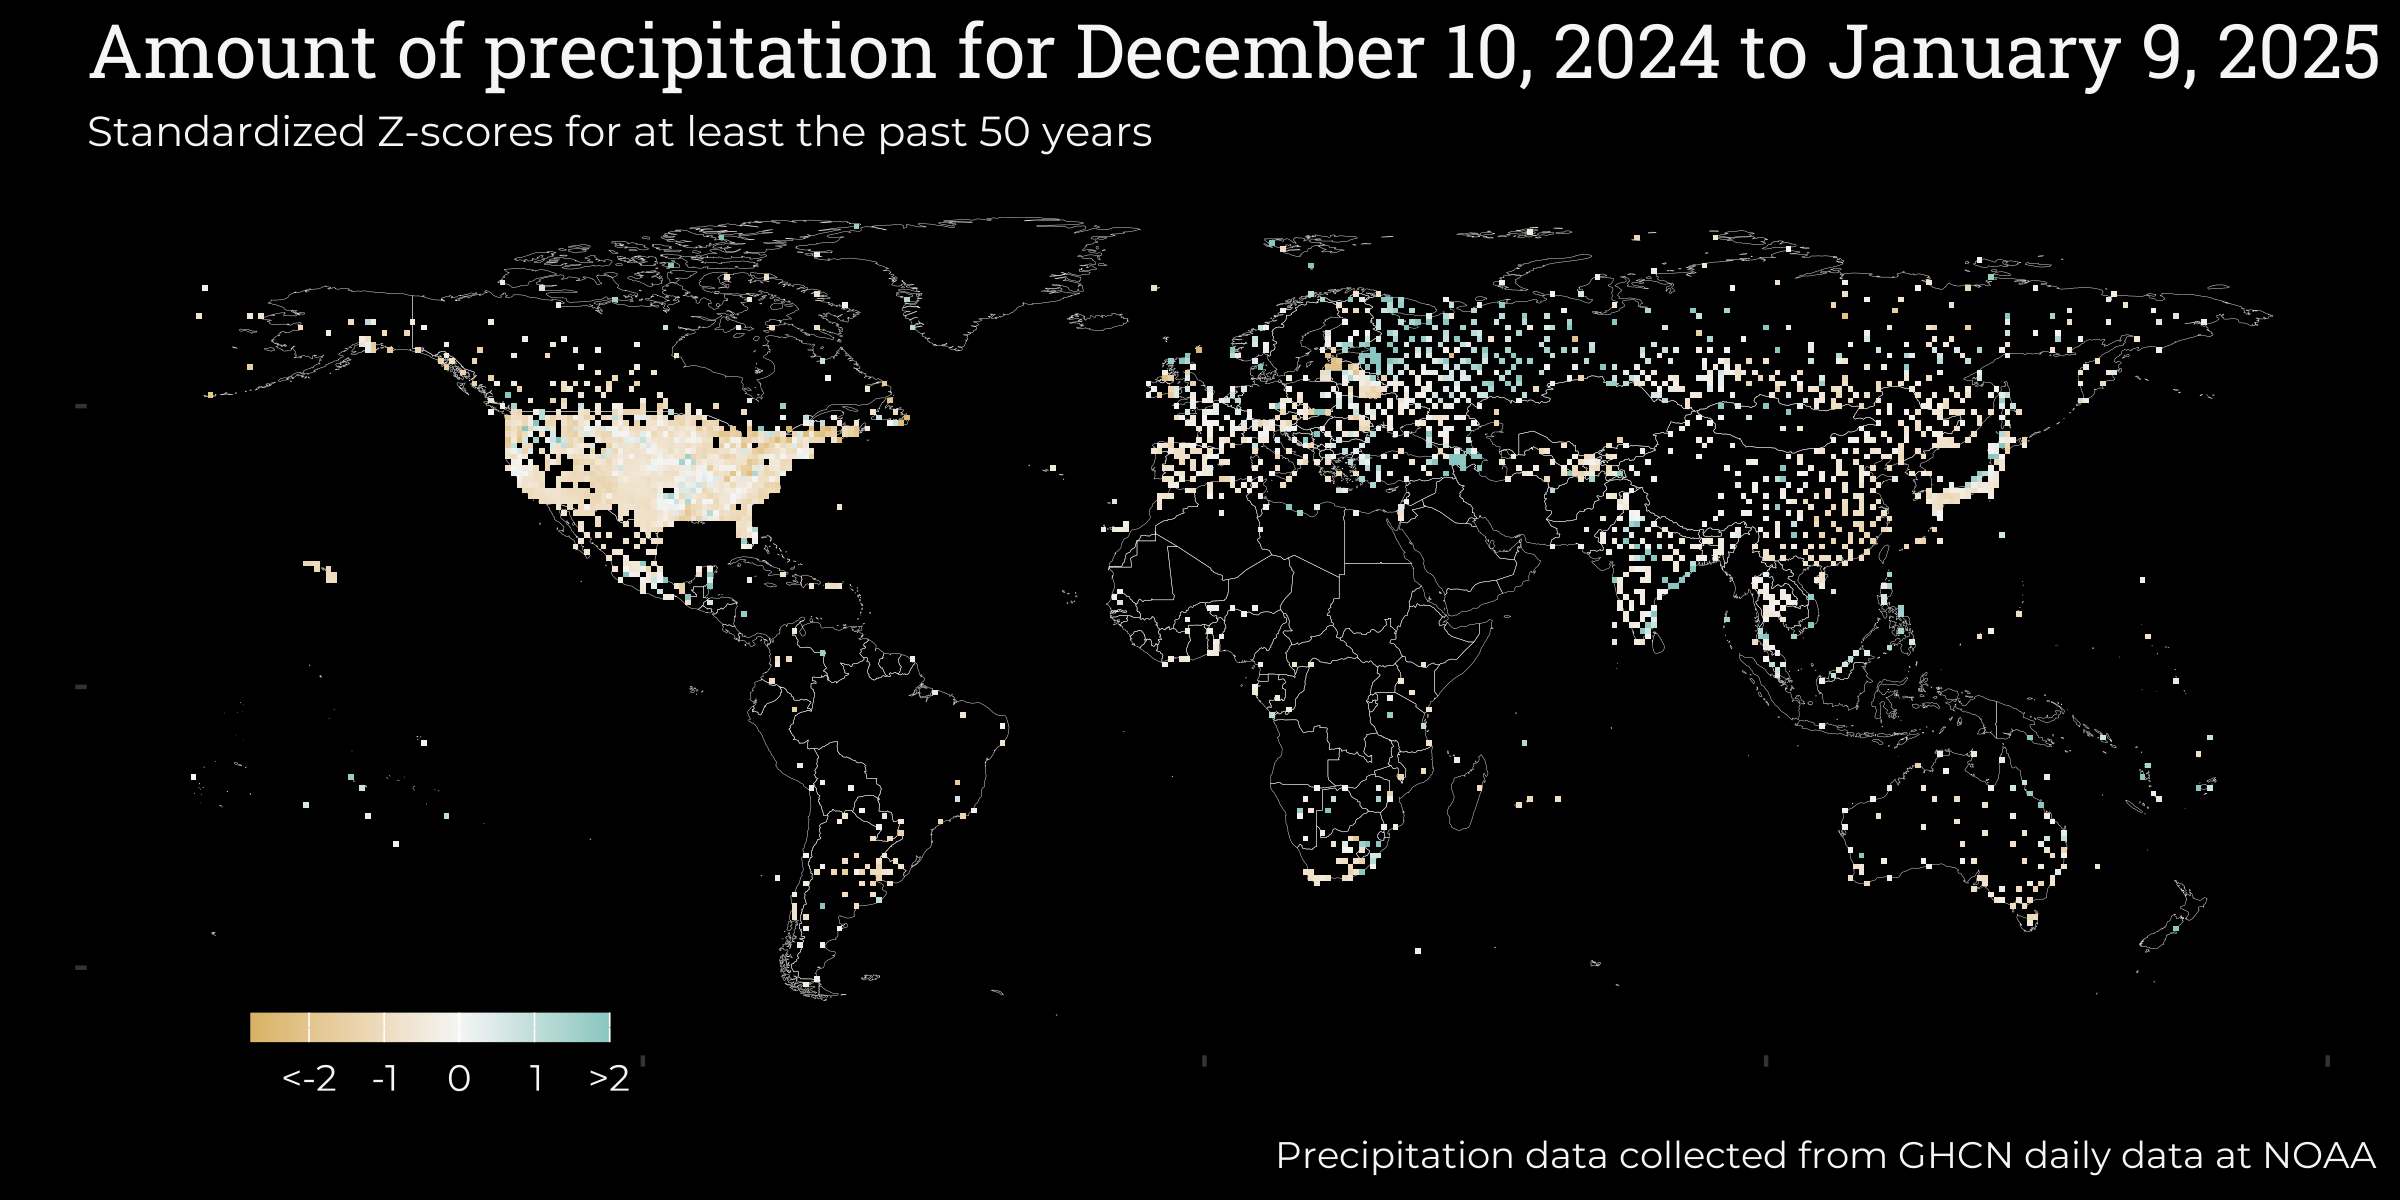 Amount of precipitation for December 10, 2024 to January 9, 2025
Standardized Z-scores for at least the past 50 years
<-2 -1 0 1 >2
Precipitation data collected from GHCN daily data at NOAA